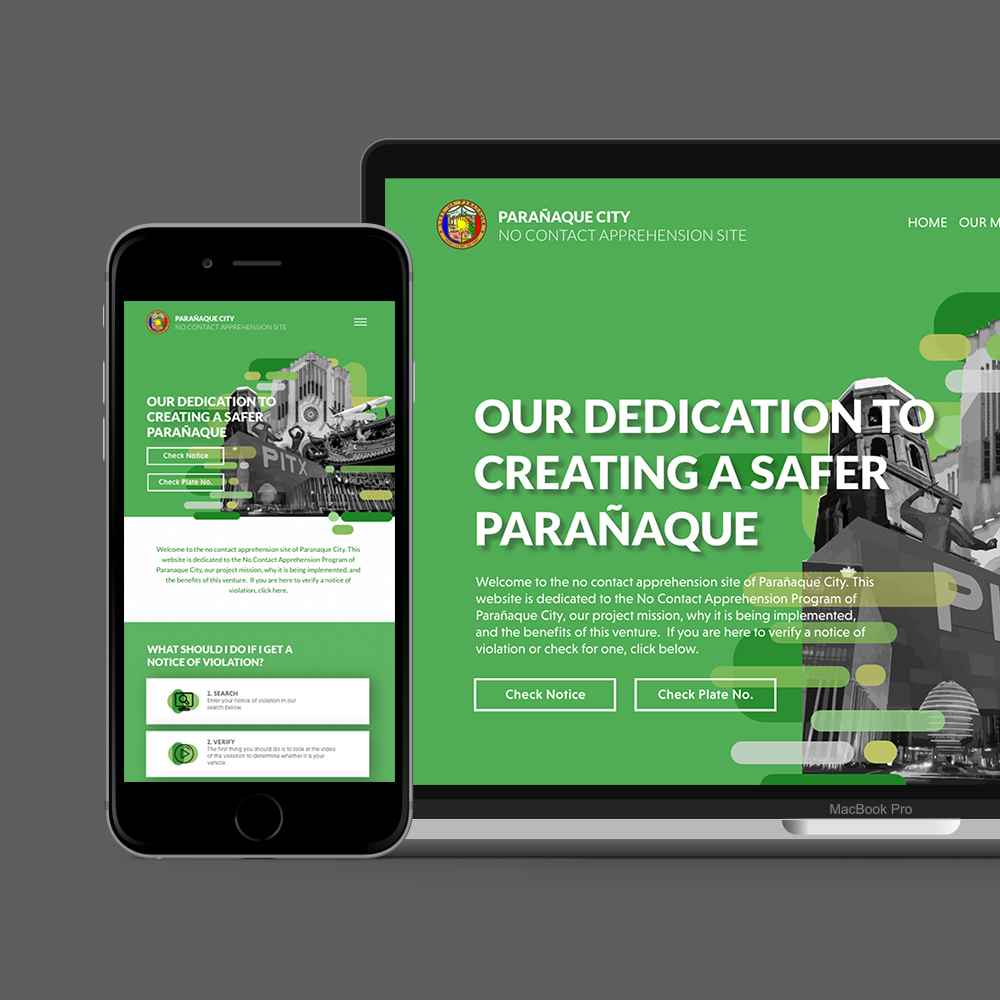 PARAÑAQUE CITY
NO CONTACT APPREHENSION SITE
HOME OUR M
OUR DEDICATION TO
CREATING A SAFER
PARAÑAQUE
Welcome to the no contact apprehension site of Parañaque City. This
website is dedicated to the No Contact Apprehension Program of
Parañaque City, our project mission, why it is being implemented,
and the benefits of this venture. If you are here to verify a notice of
violation or check for one, click below.
Check Notice Check Plate No.
PI
MacBook Pro
PARAÑAQUE CITY
NO CONTACT APPREHENSION SITE
OUR DEDICATION TO
CREATING A SAFER
PARAÑAQUE
Check Notice
Check Plate No.
PITX
Welcome to the no contact apprehension site of Paranaque City. This
website is dedicated to the No Contact Apprehension Program of
Paranaque City, our project mission, why it is being implemented, and
the benefits of this venture. If you are here to verify a notice of
violation, click here.
WHAT SHOULD I DO IF I GET A
NOTICE OF VIOLATION?
1. SEARCH
Enter your notice of violation in our
search below.
2. VERIFY
The first thing you should do is to look at the video
of the violation to determine whether it is your
vehicle.